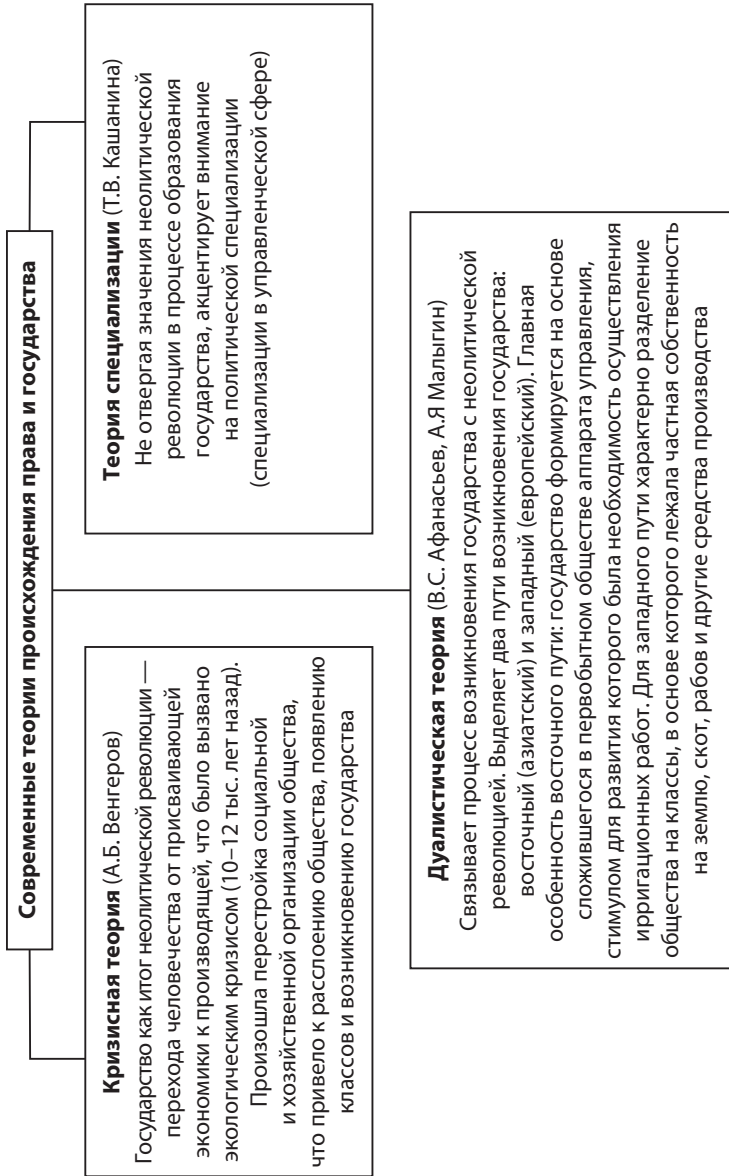 Современные теории происхождения права и государства
Кризисная теория (А.Б. Венгеров)
Государство как итог неолитической революции —
перехода человечества от присваивающей
экономики к производящей, что было вызвано
экологическим кризисом (10–12 тыс. лет назад).
Произошла перестройка социальной
и хозяйственной организации общества,
что привело к расслоению общества, появлению
классов и возникновению государства
Теория специализации (Т.В. Кашанина)
Не отвергая значения неолитической
революции в процессе образования
государства, акцентирует внимание
на политической специализации
(специализации в управленческой сфере)
Дуалистическая теория (В.С. Афанасьев, А.Я Малыгин)
Связывает процесс возникновения государства с неолитической
революцией. Выделяет два пути возникновения государства:
восточный (азиатский) и западный (европейский). Главная
особенность восточного пути: государство формируется на основе
сложившегося в первобытном обществе аппарата управления,
стимулом для развития которого была необходимость осуществления
ирригационных работ. Для западного пути характерно разделение
общества на классы, в основе которого лежала частная собственность
на землю, скот, рабов и другие средства производства